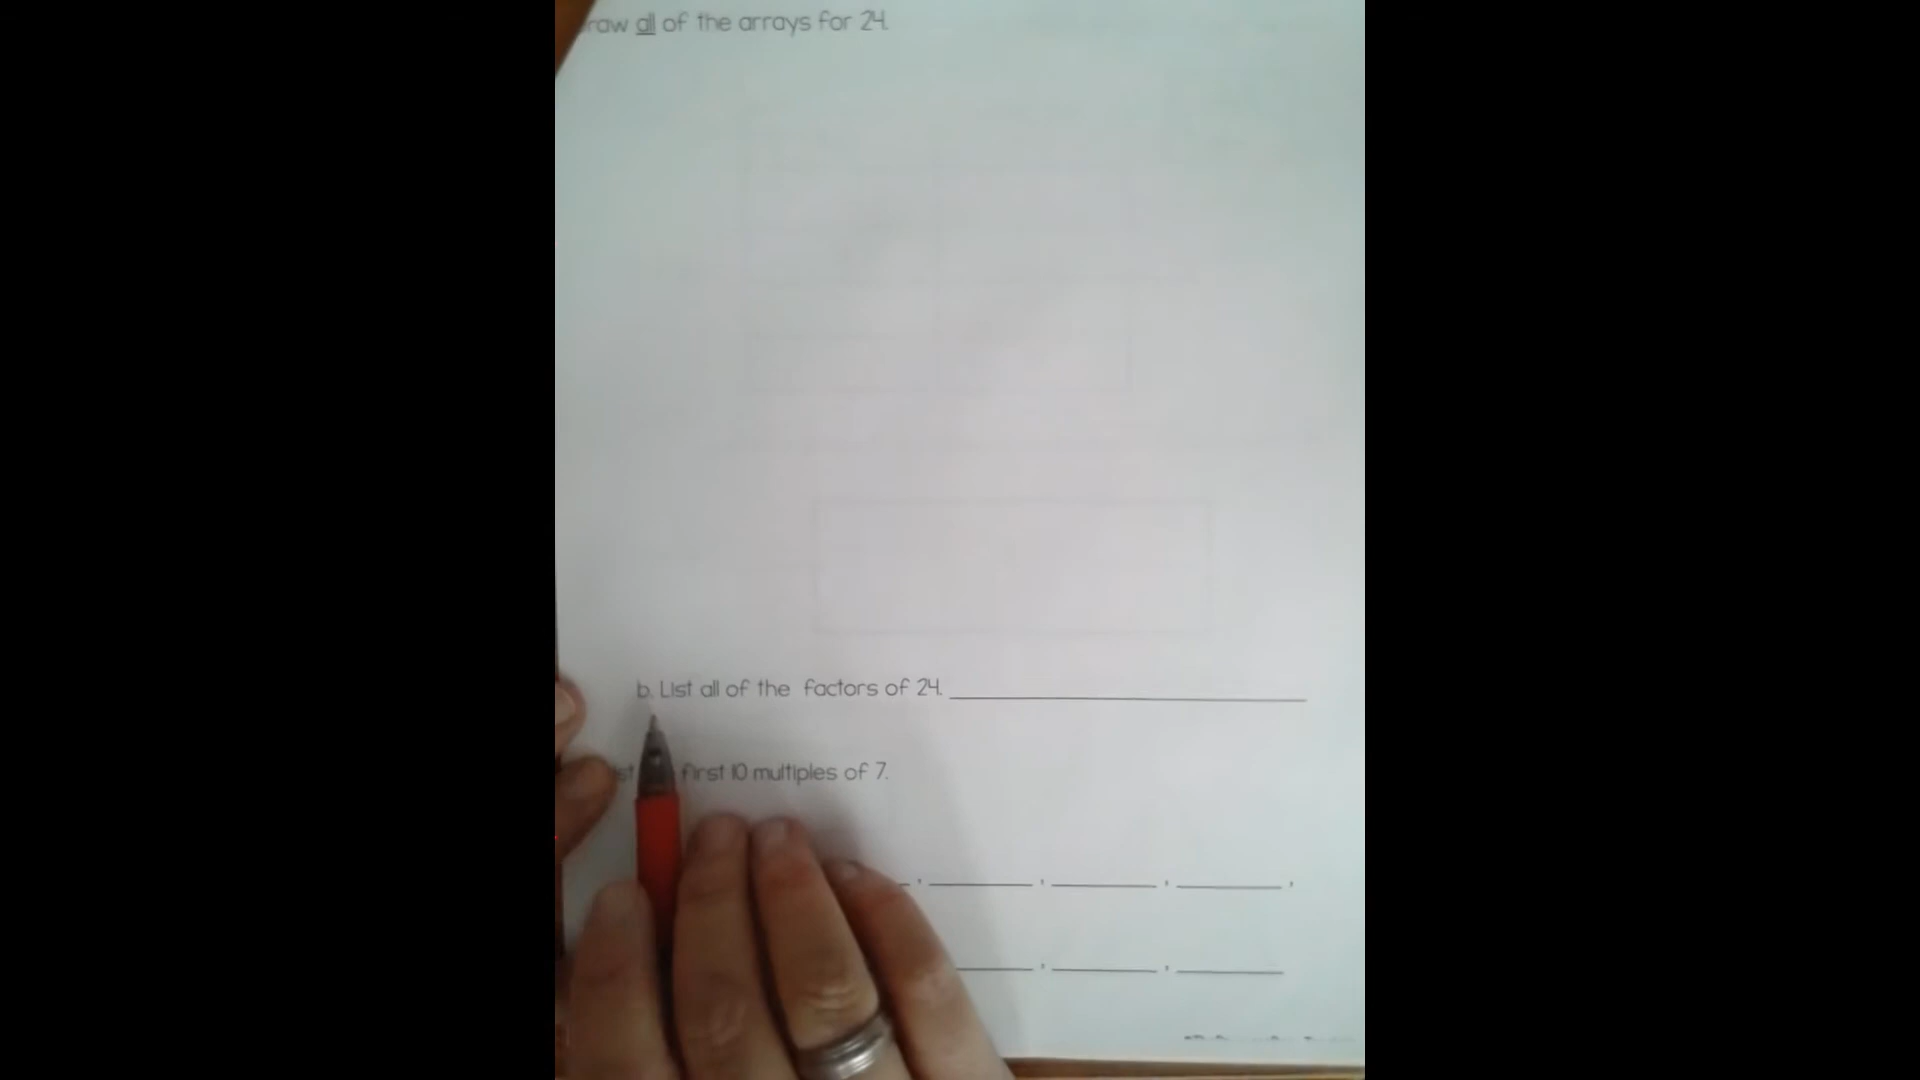 raw all of the arrays for 24.
b. List all of the factors of 24.
st first 10 multiples of 7.